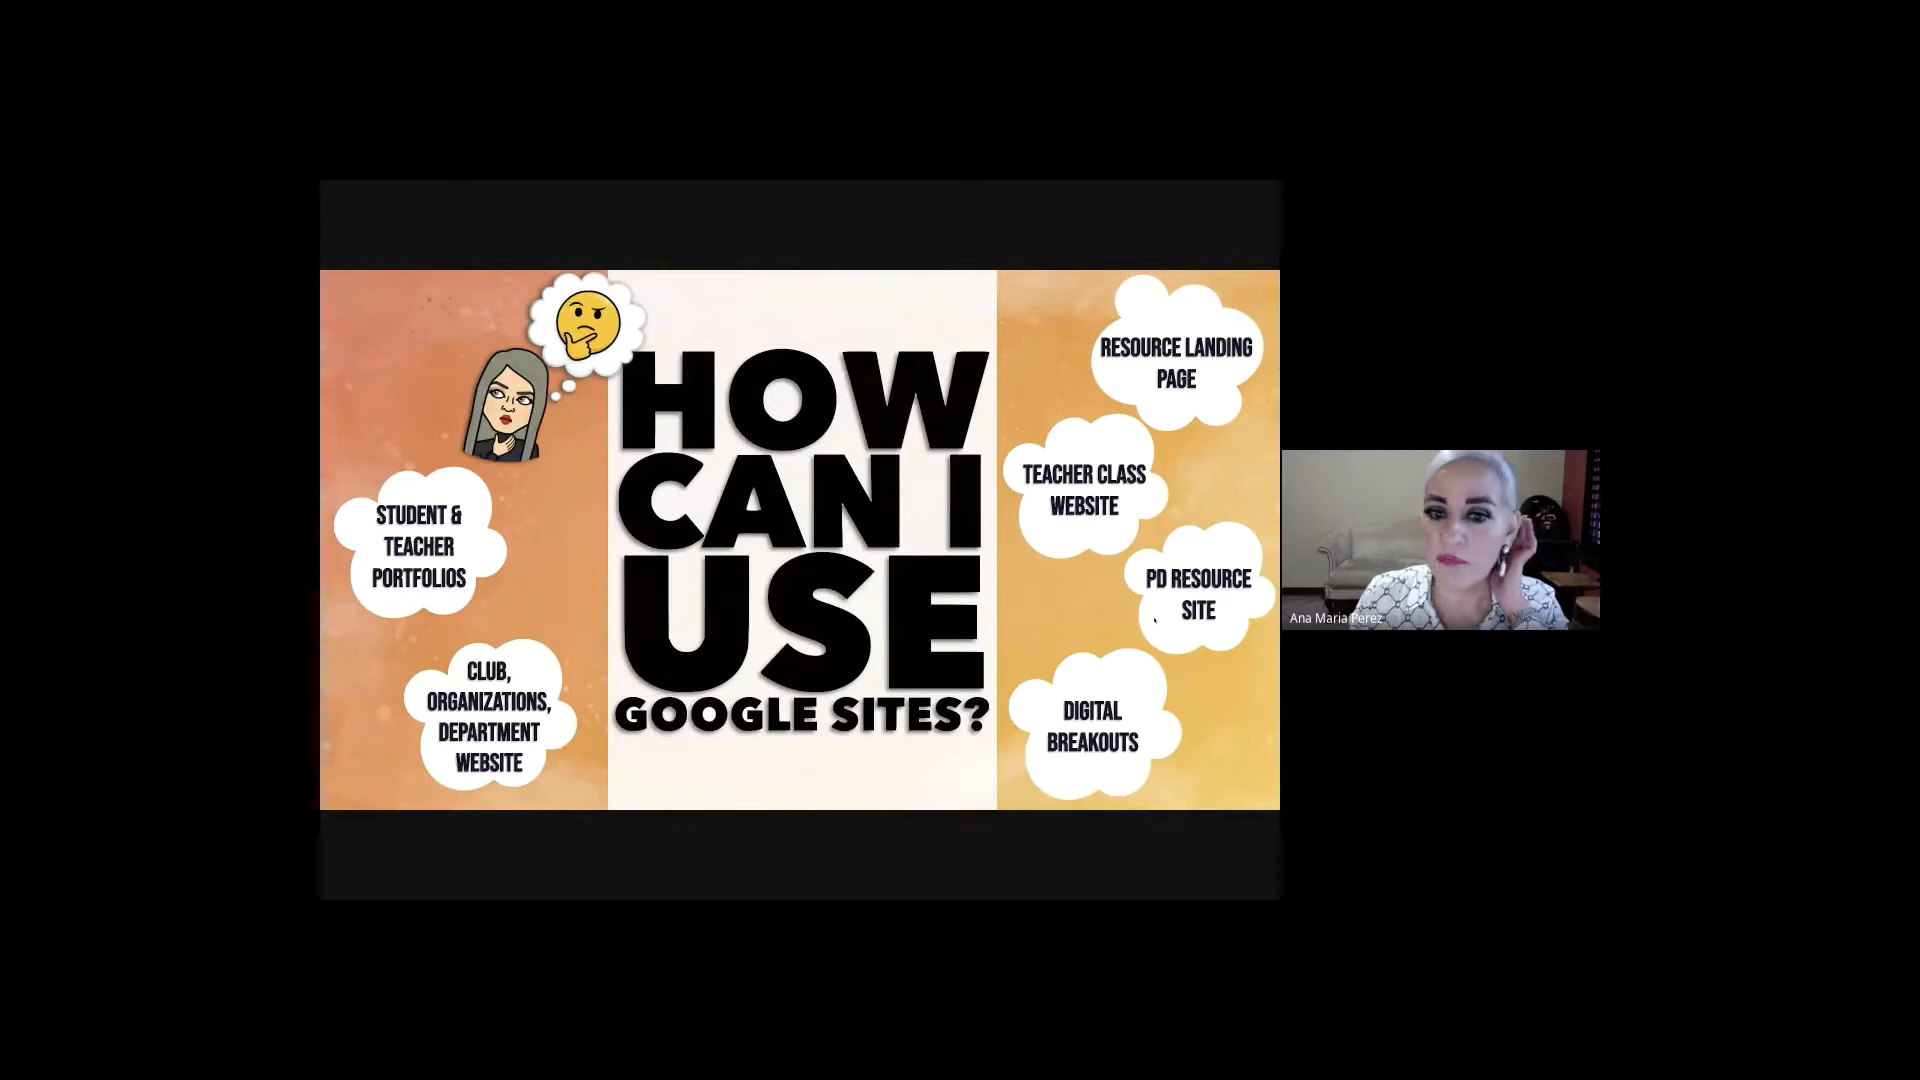 HOW
CAN I
USE
GOOGLE SITES?
STUDENT &
TEACHER
PORTFOLIOS
CLUB,
ORGANIZATIONS,
DEPARTMENT
WEBSITE
RESOURCE LANDING
PAGE
TEACHER CLASS
WEBSITE
PD RESOURCE
SITE
DIGITAL
BREAKOUTS
Ana Maria Perez